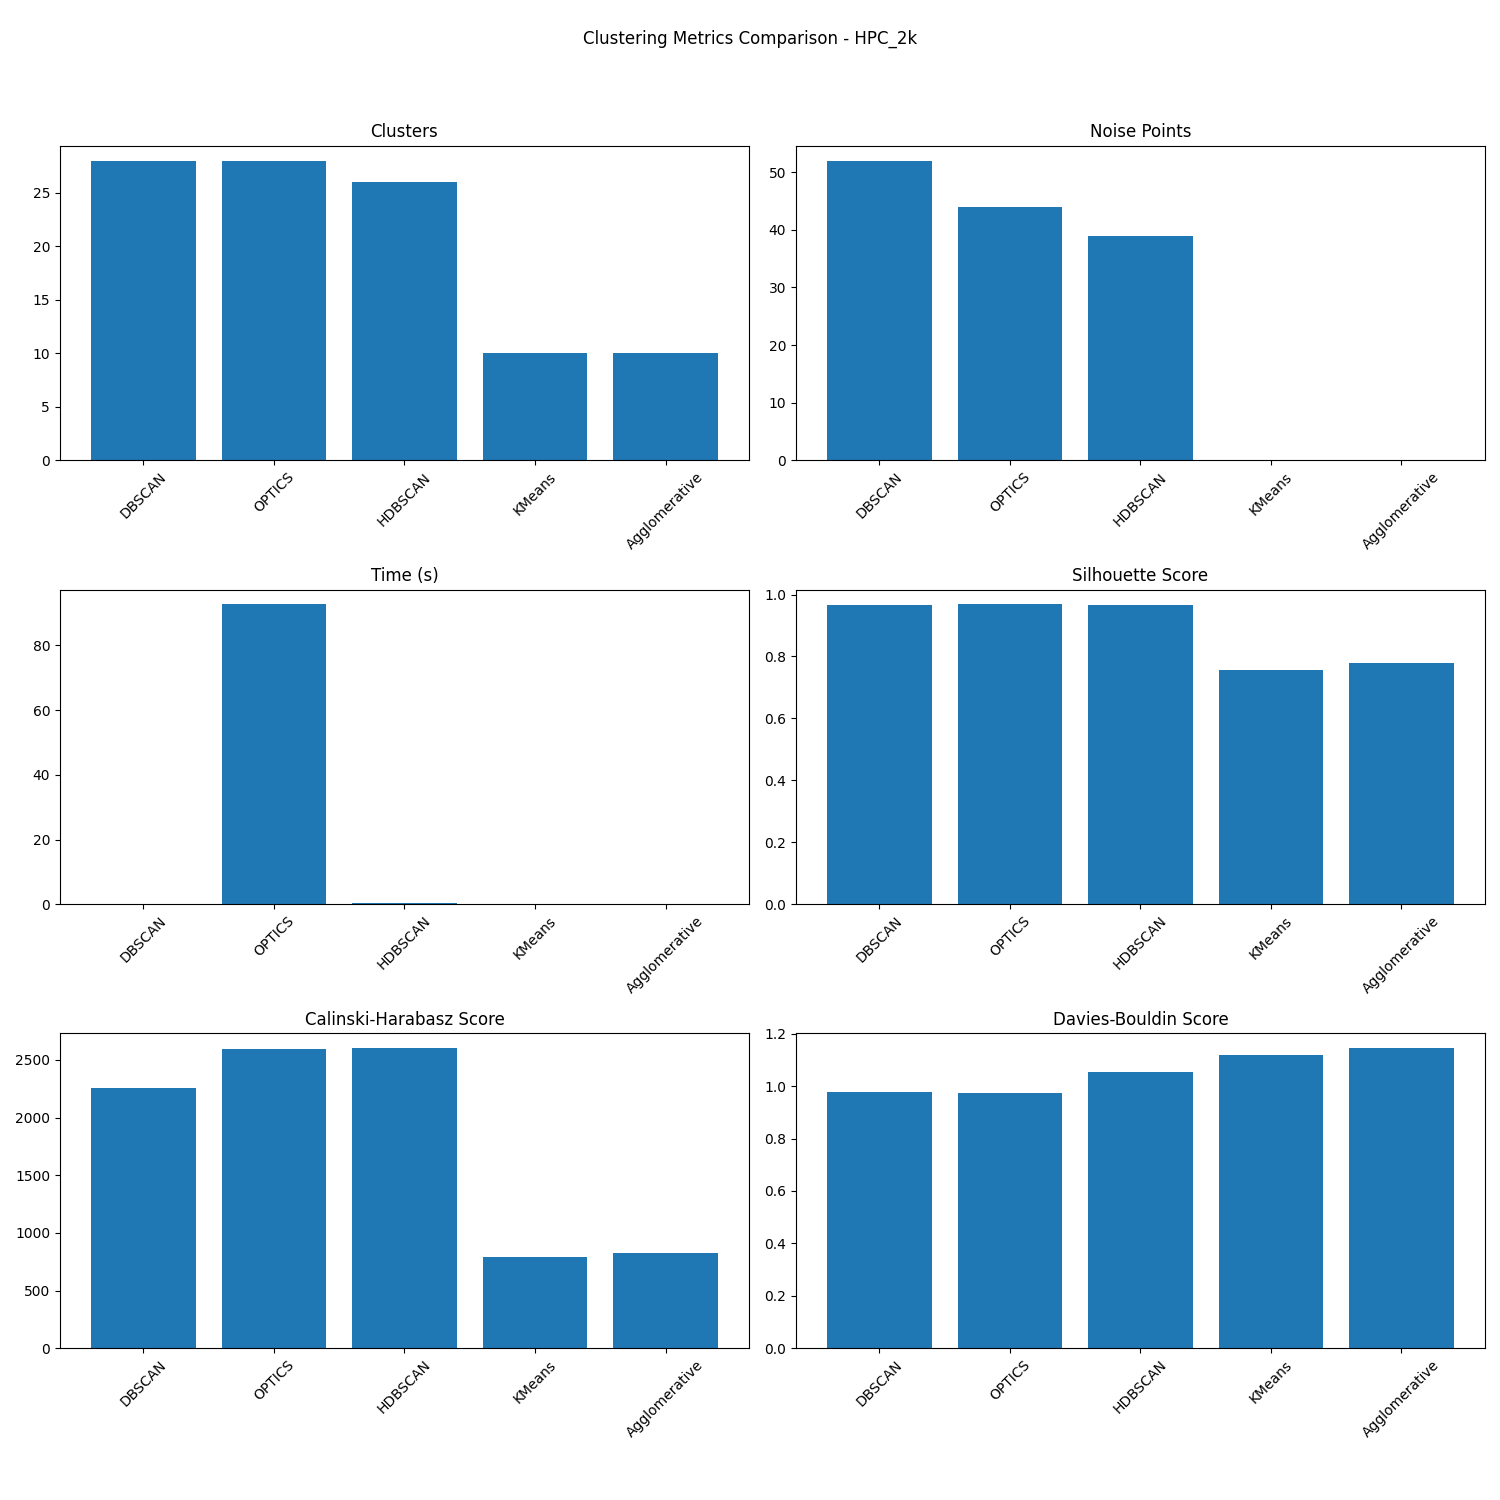 Clustering Metrics Comparison - HPC_2k
Clusters
25
20
15
10
5
0
DBSCAN
OPTICS
HDBSCAN
KMeans
Agglomerative
Noise Points
50
40
30
20
10
0
DBSCAN
OPTICS
HDBSCAN
KMeans
Agglomerative
Time (s)
80
60
40
20
0
DBSCAN
OPTICS
HDBSCAN
KMeans
Agglomerative
Silhouette Score
1.0
0.8
0.6
0.4
0.2
0.0
DBSCAN
OPTICS
HDBSCAN
KMeans
Agglomerative
Calinski-Harabasz Score
2500
2000
1500
1000
500
0
DBSCAN
OPTICS
HDBSCAN
KMeans
Agglomerative
Davies-Bouldin Score
1.2
1.0
0.8
0.6
0.4
0.2
0.0
DBSCAN
OPTICS
HDBSCAN
KMeans
Agglomerative